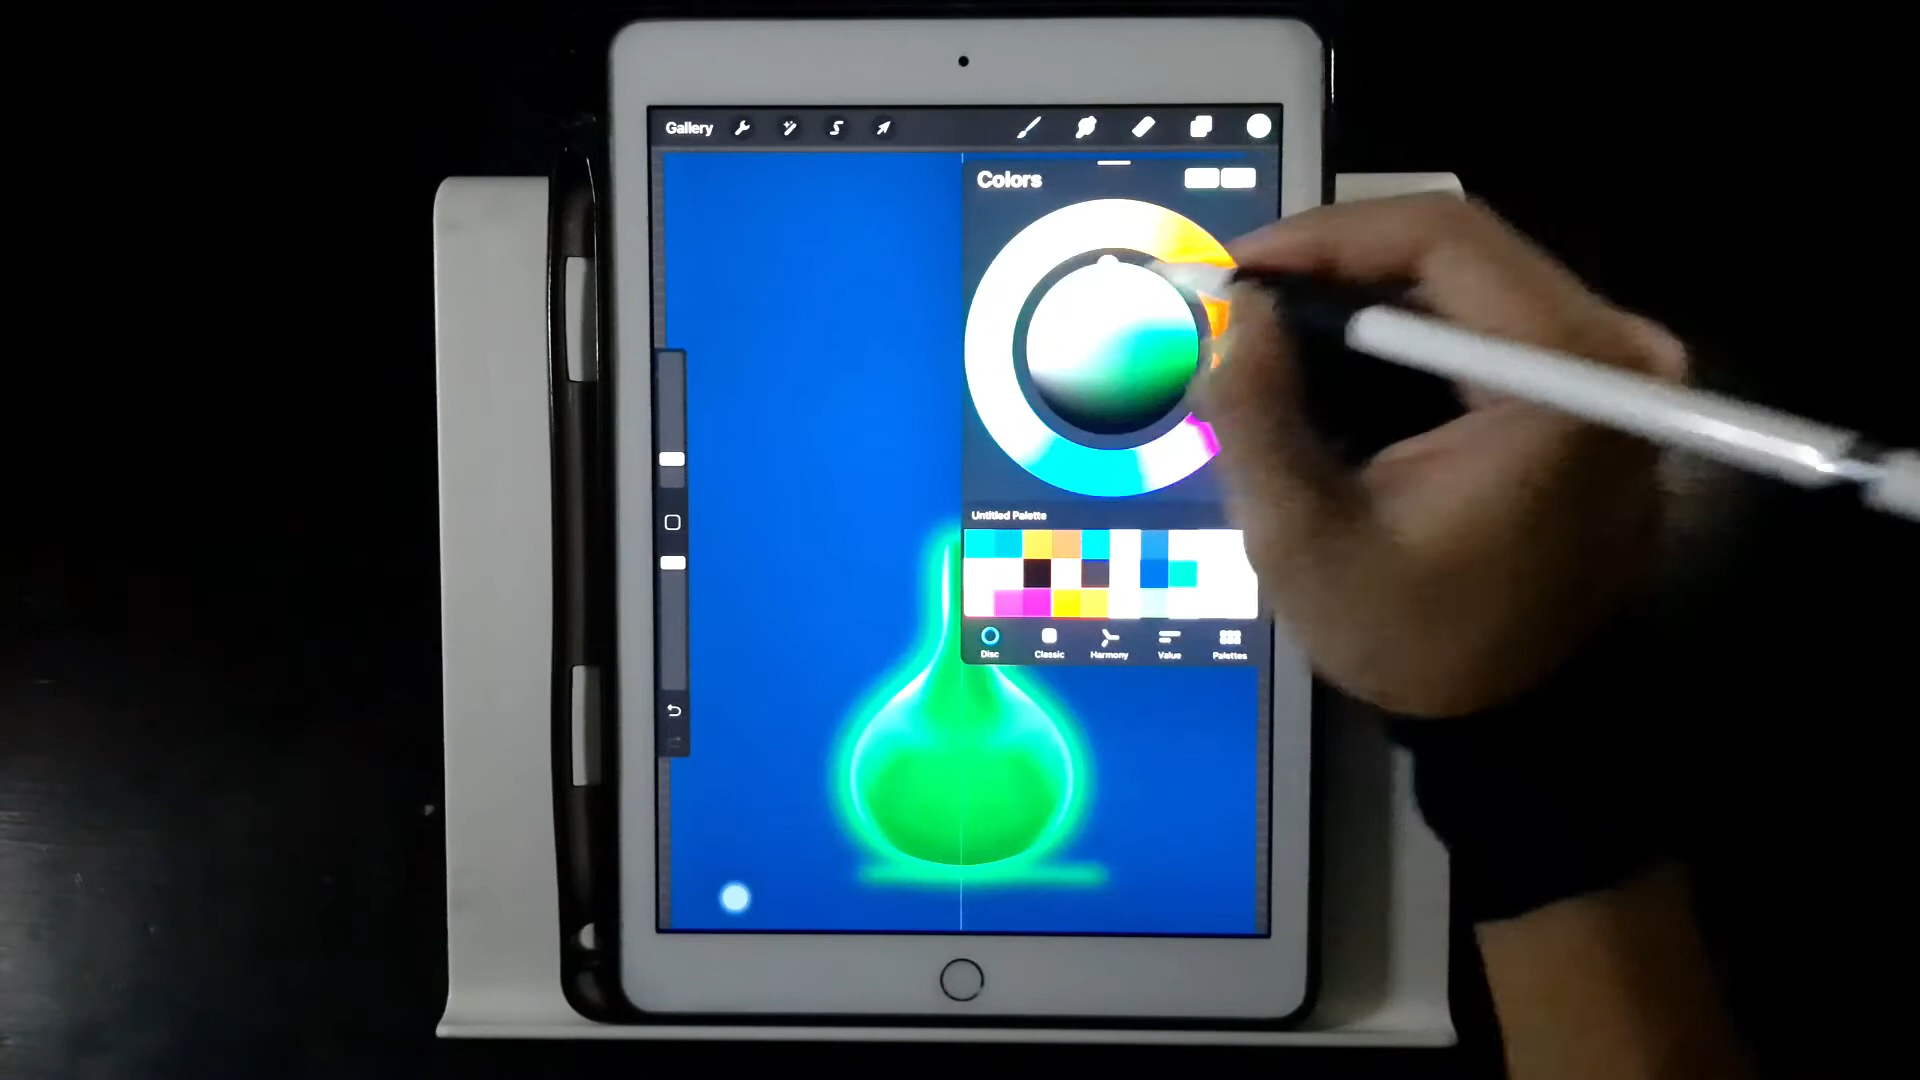 Gallery
Colors
Untitled Palette
Disc
Classic
Harmony
Value
Palettes